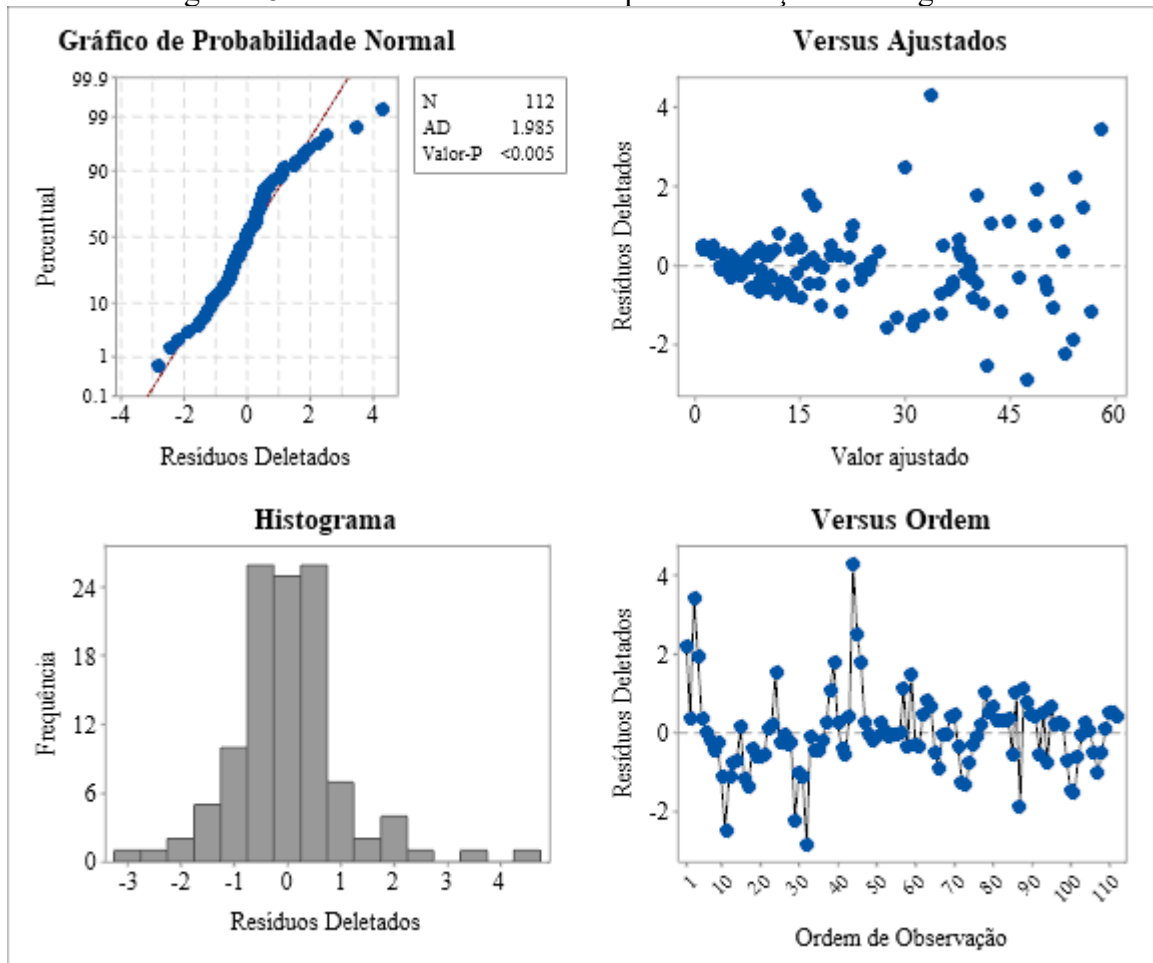 Gráfico de Probabilidade Normal
99.9
99
90
50
10
1
0.1
Percentual
-4 -2 0 2 4
Resíduos Deletados
N 112
AD 1.985
Valor-P <0.005
Versus Ajustados
4
2
0
-2
Resíduos Deletados
0 15 30 45 60
Valor ajustado
Histograma
24
18
12
6
0
Frequência
-3 -2 -1 0 1 2 3 4
Resíduos Deletados
Versus Ordem
4
2
0
-2
Resíduos Deletados
1 10 20 30 40 50 60 70 80 90 100 110
Ordem de Observação